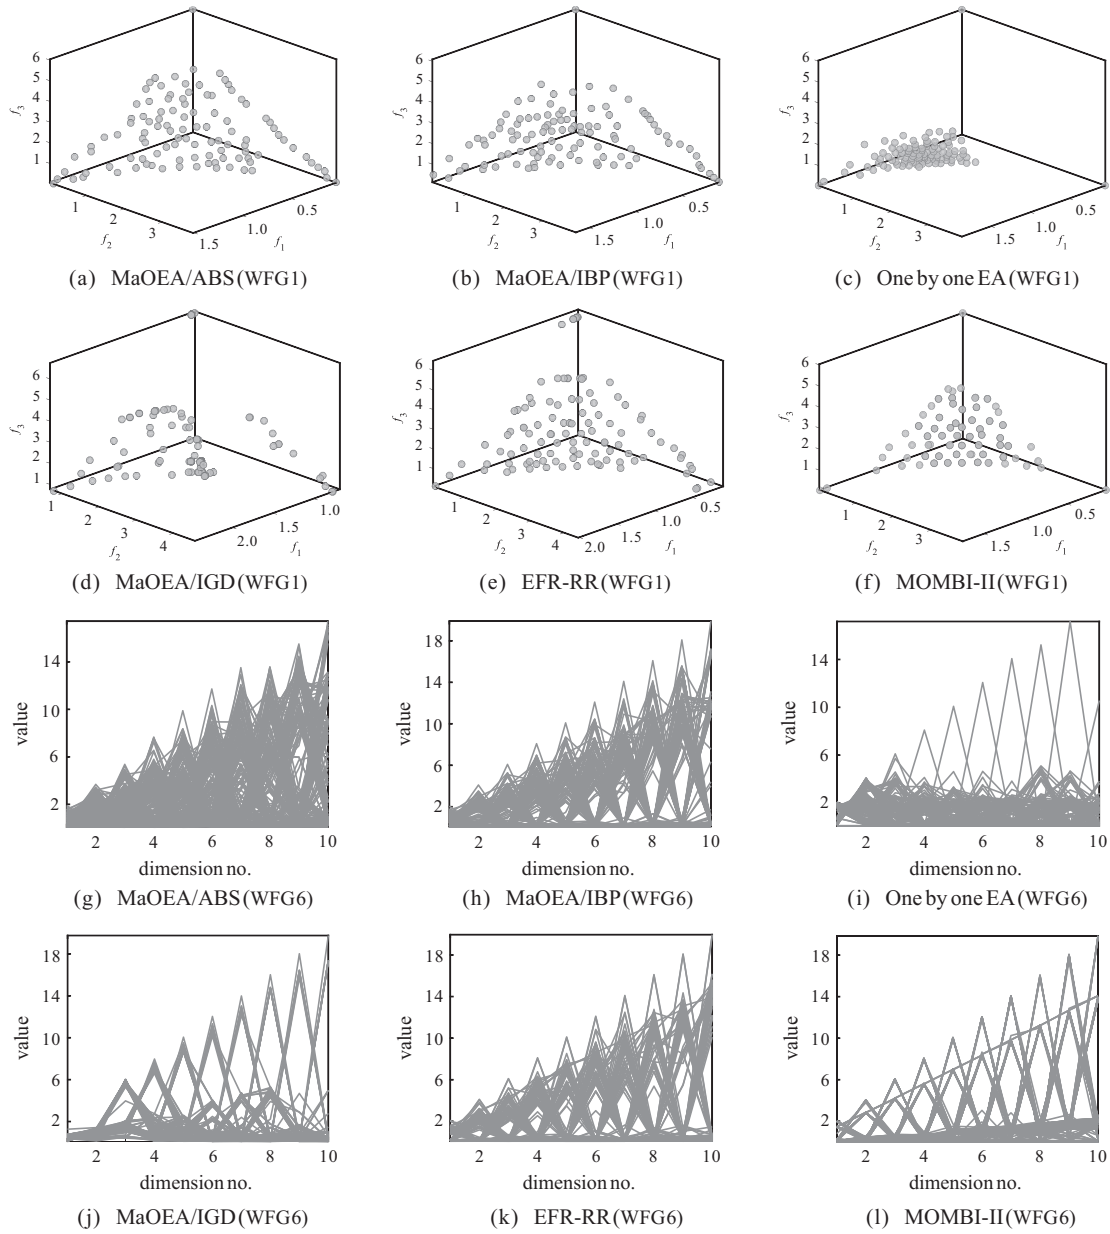 6
5
4
3
2
1
f3
1
2
3
f2
1.5
1.0
0.5
f1
(a) MaOEA/ABS(WFG1)
6
5
4
3
2
1
f3
1
2
3
f2
1.5
1.0
0.5
f1
(b) MaOEA/IBP(WFG1)
6
5
4
3
2
1
f3
1
2
3
f2
1.5
1.0
0.5
f1
(c) One by one EA(WFG1)
6
5
4
3
2
1
f3
1
2
3
4
f2
2.0
1.5
1.0
f1
(d) MaOEA/IGD(WFG1)
6
5
4
3
2
1
f3
1
2
3
4
f2
2.0
1.5
1.0
0.5
f1
(e) EFR-RR(WFG1)
6
5
4
3
2
1
f3
1
2
3
f2
1.5
1.0
0.5
f1
(f) MOMBI-II(WFG1)
14
10
6
2
value
2 4 6 8 10
dimension no.
(g) MaOEA/ABS(WFG6)
18
14
10
6
2
value
2 4 6 8 10
dimension no.
(h) MaOEA/IBP(WFG6)
14
10
6
2
value
2 4 6 8 10
dimension no.
(i) One by one EA(WFG6)
18
14
10
6
2
value
2 4 6 8 10
dimension no.
(j) MaOEA/IGD(WFG6)
18
14
10
6
2
value
2 4 6 8 10
dimension no.
(k) EFR-RR(WFG6)
18
14
10
6
2
value
2 4 6 8 10
dimension no.
(l) MOMBI-II(WFG6)